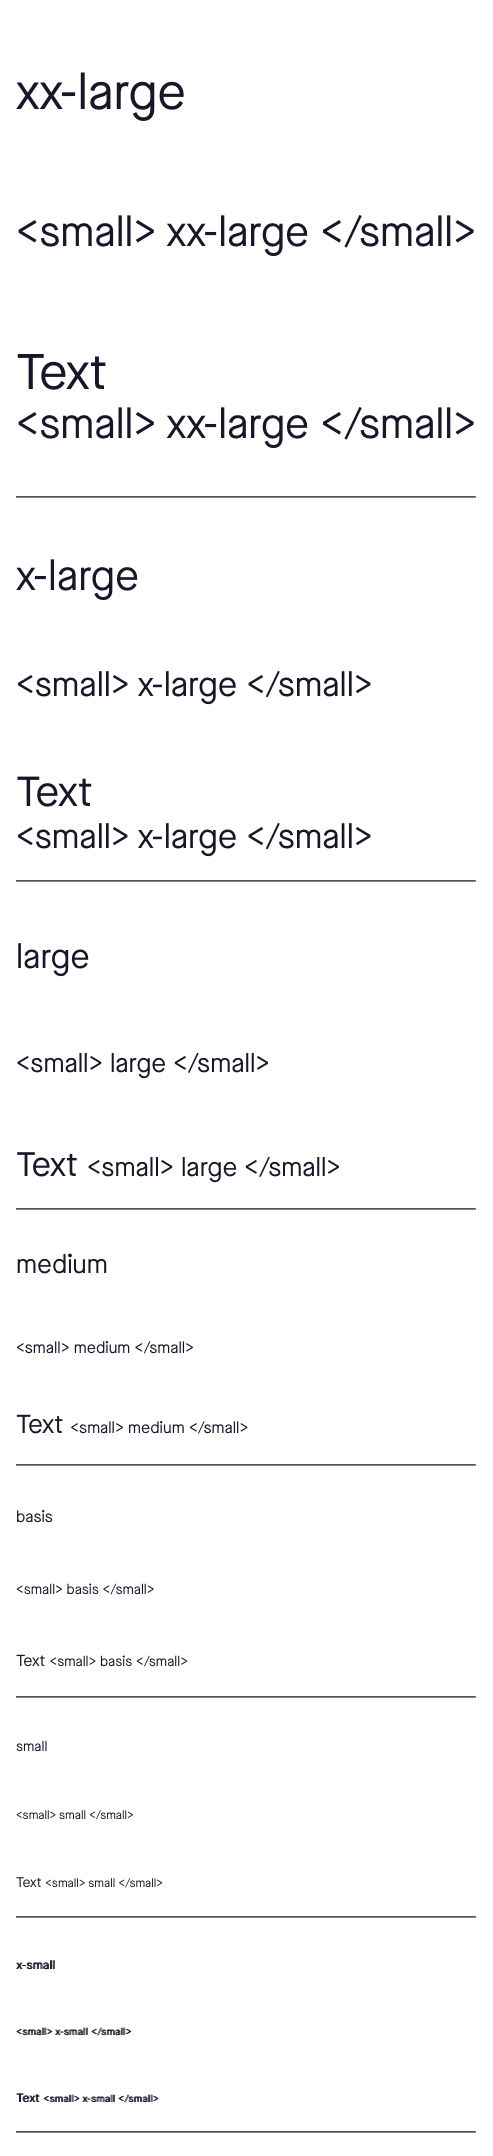 xx-large
<small> xx-large </small>
Text
<small> xx-large </small>
x-large
<small> x-large </small>
Text
<small> x-large </small>
large
<small> large </small>
Text <small> large </small>
medium
<small> medium </small>
Text <small> medium </small>
basis
<small> basis </small>
Text <small> basis </small>
small
<small> small </small>
Text <small> small </small>
x-small
<small> x-small </small>
Text <small> x-small </small>